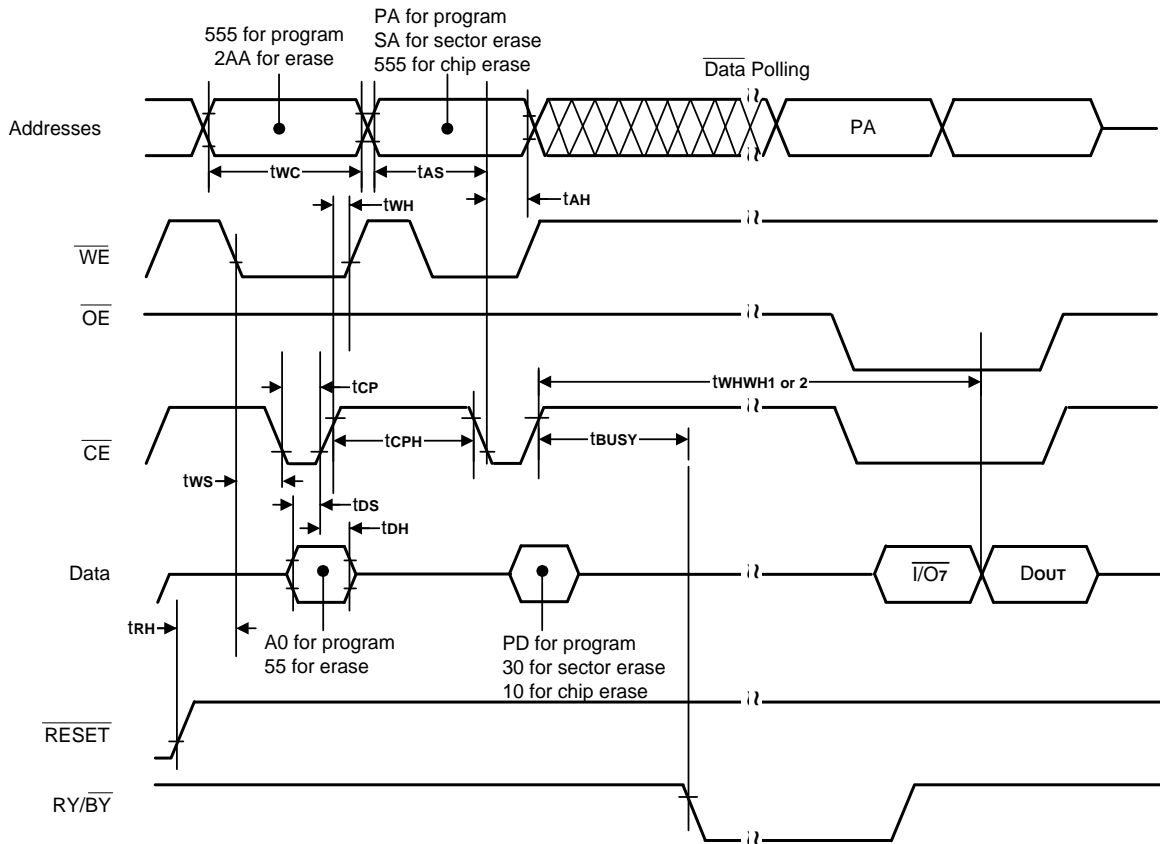 555 for program
2AA for erase
PA for program
SA for sector erase
555 for chip erase
Data Polling
Addresses
PA
tWC
tAS
tAH
tWH
WE
OE
tWHWH1 or 2
tCP
CE
tCPH
tBUSY
tWS
tDS
tDH
Data
I/O7
DOUT
tRH
A0 for program
55 for erase
PD for program
30 for sector erase
10 for chip erase
RESET
RY/BY